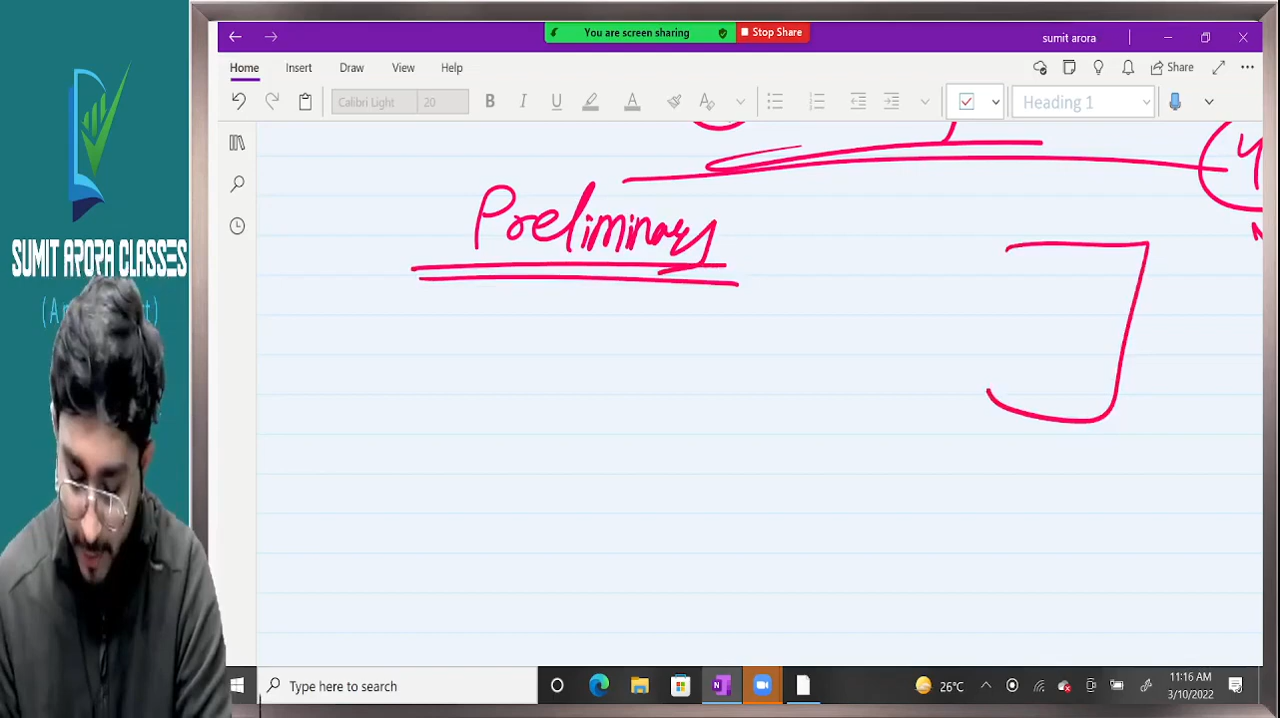 You are screen sharing
Stop Share
sumit arora
Home Insert Draw View Help
Share
Calibri Light 20 B I U A
Heading 1
Preliminary
SUMIT ARORA CLASSES
Type here to search
26°C
11:16 AM
3/10/2022